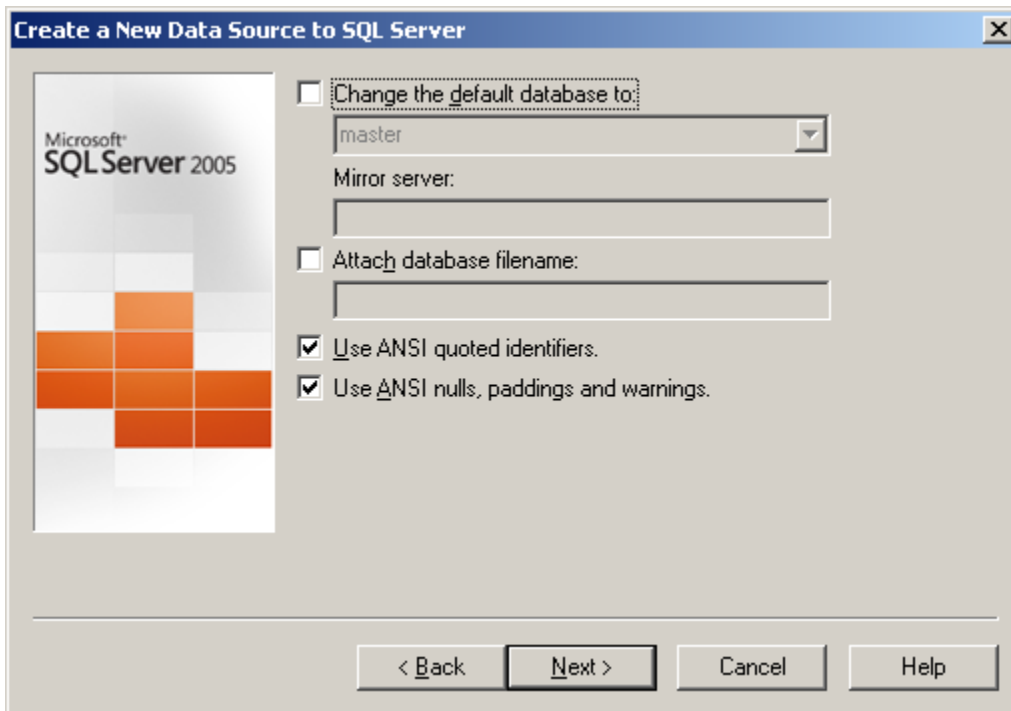 Create a New Data Source to SQL Server
Microsoft®
SQL Server 2005
Change the default database to:
master
Mirror server:
Attach database filename:
Use ANSI quoted identifiers.
Use ANSI nulls, paddings and warnings.
< Back Next > Cancel Help